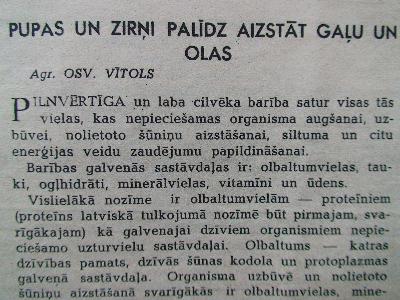 PUPAS UN ZIRŅI PALĪDZ AIZSTĀT GAĻU UN
OLAS
Agr. OSV. VĪTOLS
PILNVĒRTĪGA un laba cilvēka barība satur visas tās
vielas, kas nepieciešamas organisma augšanai, uz-
būvei, nolietoto šūniņu aizstāšanai, siltuma un citu
enerģijas veidu zaudējumu papildināšanai.
Barības galvenās sastāvdaļas ir: olbaltumvielas, tau-
ki, ogļhidrāti, minerālvielas, vitamīni un ūdens.
Vislielākā nozīme ir olbaltumvielām — proteīniem
(proteīns latviskā tulkojumā nozīmē būt pirmajam, sva-
rīgākajam) kā galvenajai dzīviem organismiem nepie-
ciešamo uzturvielu sastāvdaļai. Olbaltums — katras
dzīvības pamats, dzīvās šūnas kodola un protoplazmas
galvenā sastāvdaļa. Organisma uzbūvē un nolietoto
šūniņu aizstāšanā svarīgākās ir olbaltumvielas, mine-